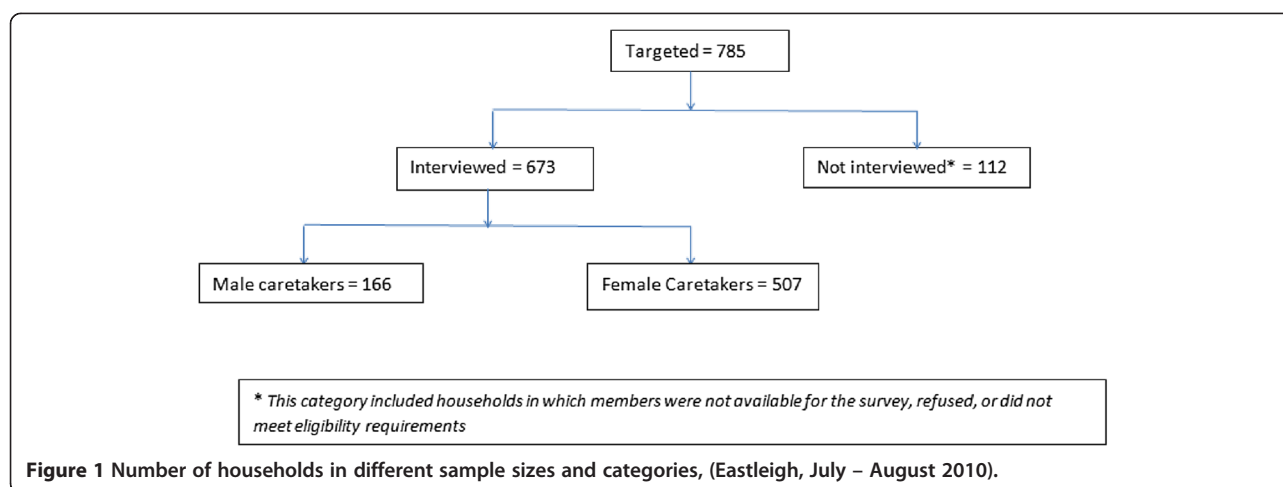 Targeted = 785
Interviewed = 673
Not interviewed* = 112
Male caretakers = 166
Female Caretakers = 507
* This category included households in which members were not available for the survey, refused, or did not
meet eligibility requirements
Figure 1 Number of households in different sample sizes and categories, (Eastleigh, July – August 2010).